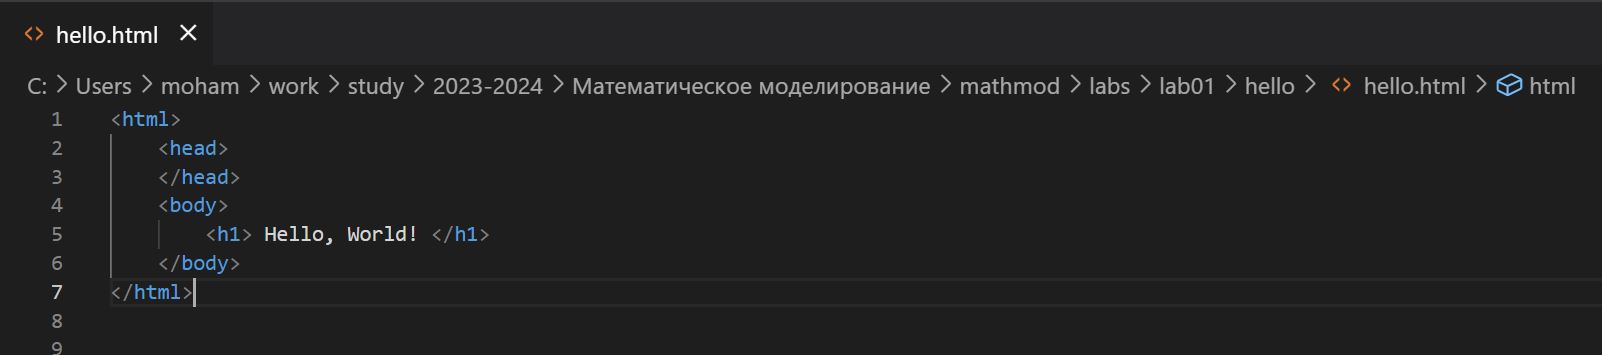 hello.html
C: > Users > moham > work > study > 2023-2024 > Математическое моделирование > mathmod > labs > lab01 > hello > <> hello.html > html
1 <html>
2     <head>
3     </head>
4     <body>
5         <h1> Hello, World! </h1>
6     </body>
7 </html>
8
9